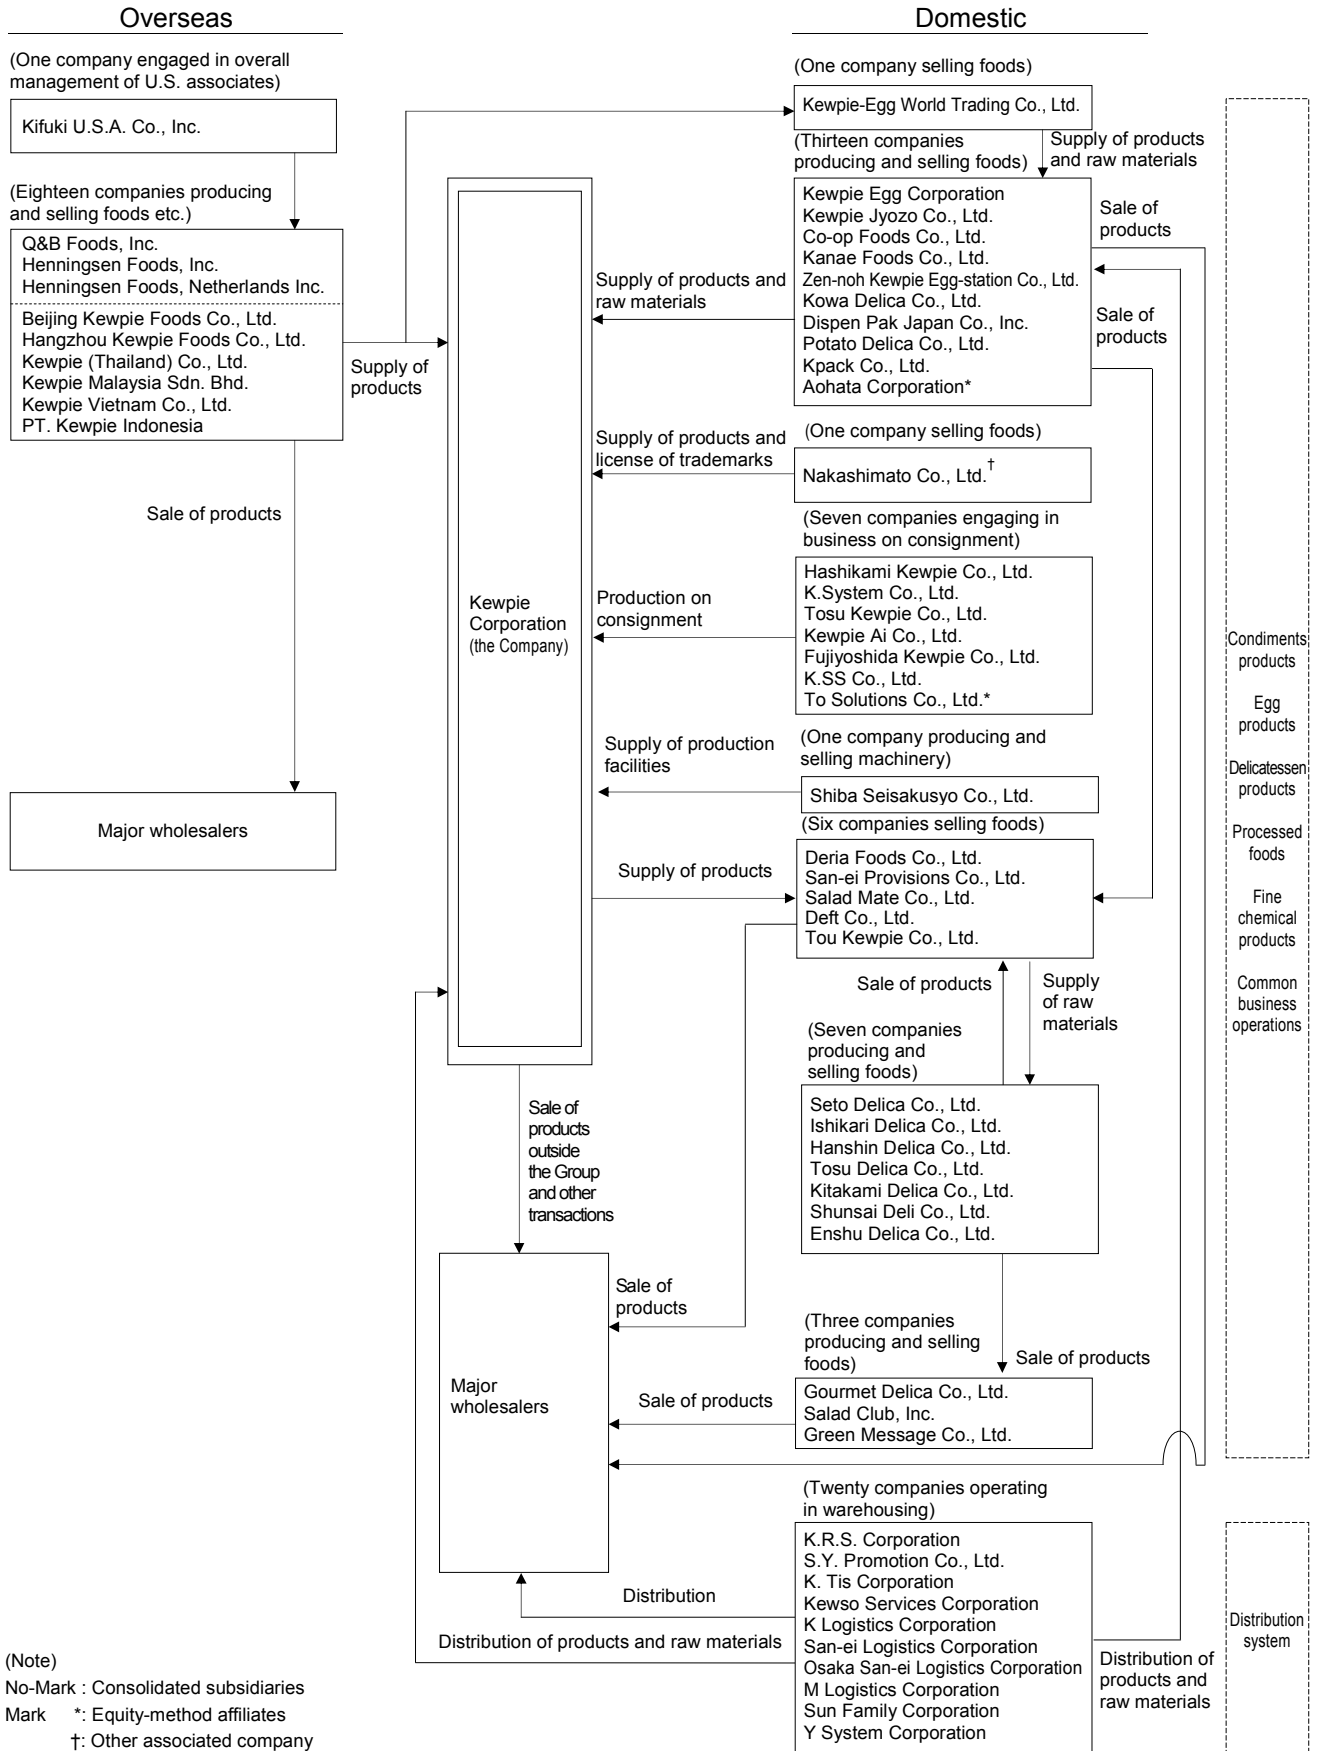 Overseas
(One company engaged in overall
management of U.S. associates)
Kifuki U.S.A. Co., Inc.
(Eighteen companies producing
and selling foods etc.)
Q&B Foods, Inc.
Henningsen Foods, Inc.
Henningsen Foods, Netherlands Inc.
Beijing Kewpie Foods Co., Ltd.
Hangzhou Kewpie Foods Co., Ltd.
Kewpie (Thailand) Co., Ltd.
Kewpie Malaysia Sdn. Bhd.
Kewpie Vietnam Co., Ltd.
PT. Kewpie Indonesia
Supply of
products
Sale of products
Major wholesalers
Kewpie
Corporation
(the Company)
Sale of
products
outside
the Group
and other
transactions
Major
wholesalers
Domestic
(One company selling foods)
Kewpie-Egg World Trading Co., Ltd.
Supply of products
and raw materials
(Thirteen companies
producing and selling foods)
Kewpie Egg Corporation
Kewpie Jyozo Co., Ltd.
Co-op Foods Co., Ltd.
Kanae Foods Co., Ltd.
Zen-noh Kewpie Egg-station Co., Ltd.
Kowa Delica Co., Ltd.
Dispen Pak Japan Co., Inc.
Potato Delica Co., Ltd.
Kpack Co., Ltd.
Aohata Corporation*
Supply of products and
raw materials
Sale of
products
Sale of
products
(One company selling foods)
Nakashimato Co., Ltd.†
Supply of products and
license of trademarks
(Seven companies engaging in
business on consignment)
Hashikami Kewpie Co., Ltd.
K.System Co., Ltd.
Tosu Kewpie Co., Ltd.
Kewpie Ai Co., Ltd.
Fujiyoshida Kewpie Co., Ltd.
K.SS Co., Ltd.
To Solutions Co., Ltd.*
Production on
consignment
(One company producing and
selling machinery)
Shiba Seisakusyo Co., Ltd.
Supply of production
facilities
(Six companies selling foods)
Deria Foods Co., Ltd.
San-ei Provisions Co., Ltd.
Salad Mate Co., Ltd.
Deft Co., Ltd.
Tou Kewpie Co., Ltd.
Supply of products
Sale of products
Supply
of raw
materials
(Seven companies
producing and
selling foods)
Seto Delica Co., Ltd.
Ishikari Delica Co., Ltd.
Hanshin Delica Co., Ltd.
Tosu Delica Co., Ltd.
Kitakami Delica Co., Ltd.
Shunsai Deli Co., Ltd.
Enshu Delica Co., Ltd.
Sale of
products
(Three companies
producing and selling
foods)
Sale of products
Gourmet Delica Co., Ltd.
Salad Club, Inc.
Green Message Co., Ltd.
Sale of products
(Twenty companies operating
in warehousing)
K.R.S. Corporation
S.Y. Promotion Co., Ltd.
K. Tis Corporation
Kewso Services Corporation
K Logistics Corporation
San-ei Logistics Corporation
Osaka San-ei Logistics Corporation
M Logistics Corporation
Sun Family Corporation
Y System Corporation
Distribution
Distribution of products and raw materials
Distribution of
products and
raw materials
Condiments
products
Egg
products
Delicatessen
products
Processed
foods
Fine
chemical
products
Common
business
operations
Distribution
system
(Note)
No-Mark : Consolidated subsidiaries
Mark *: Equity-method affiliates
†: Other associated company